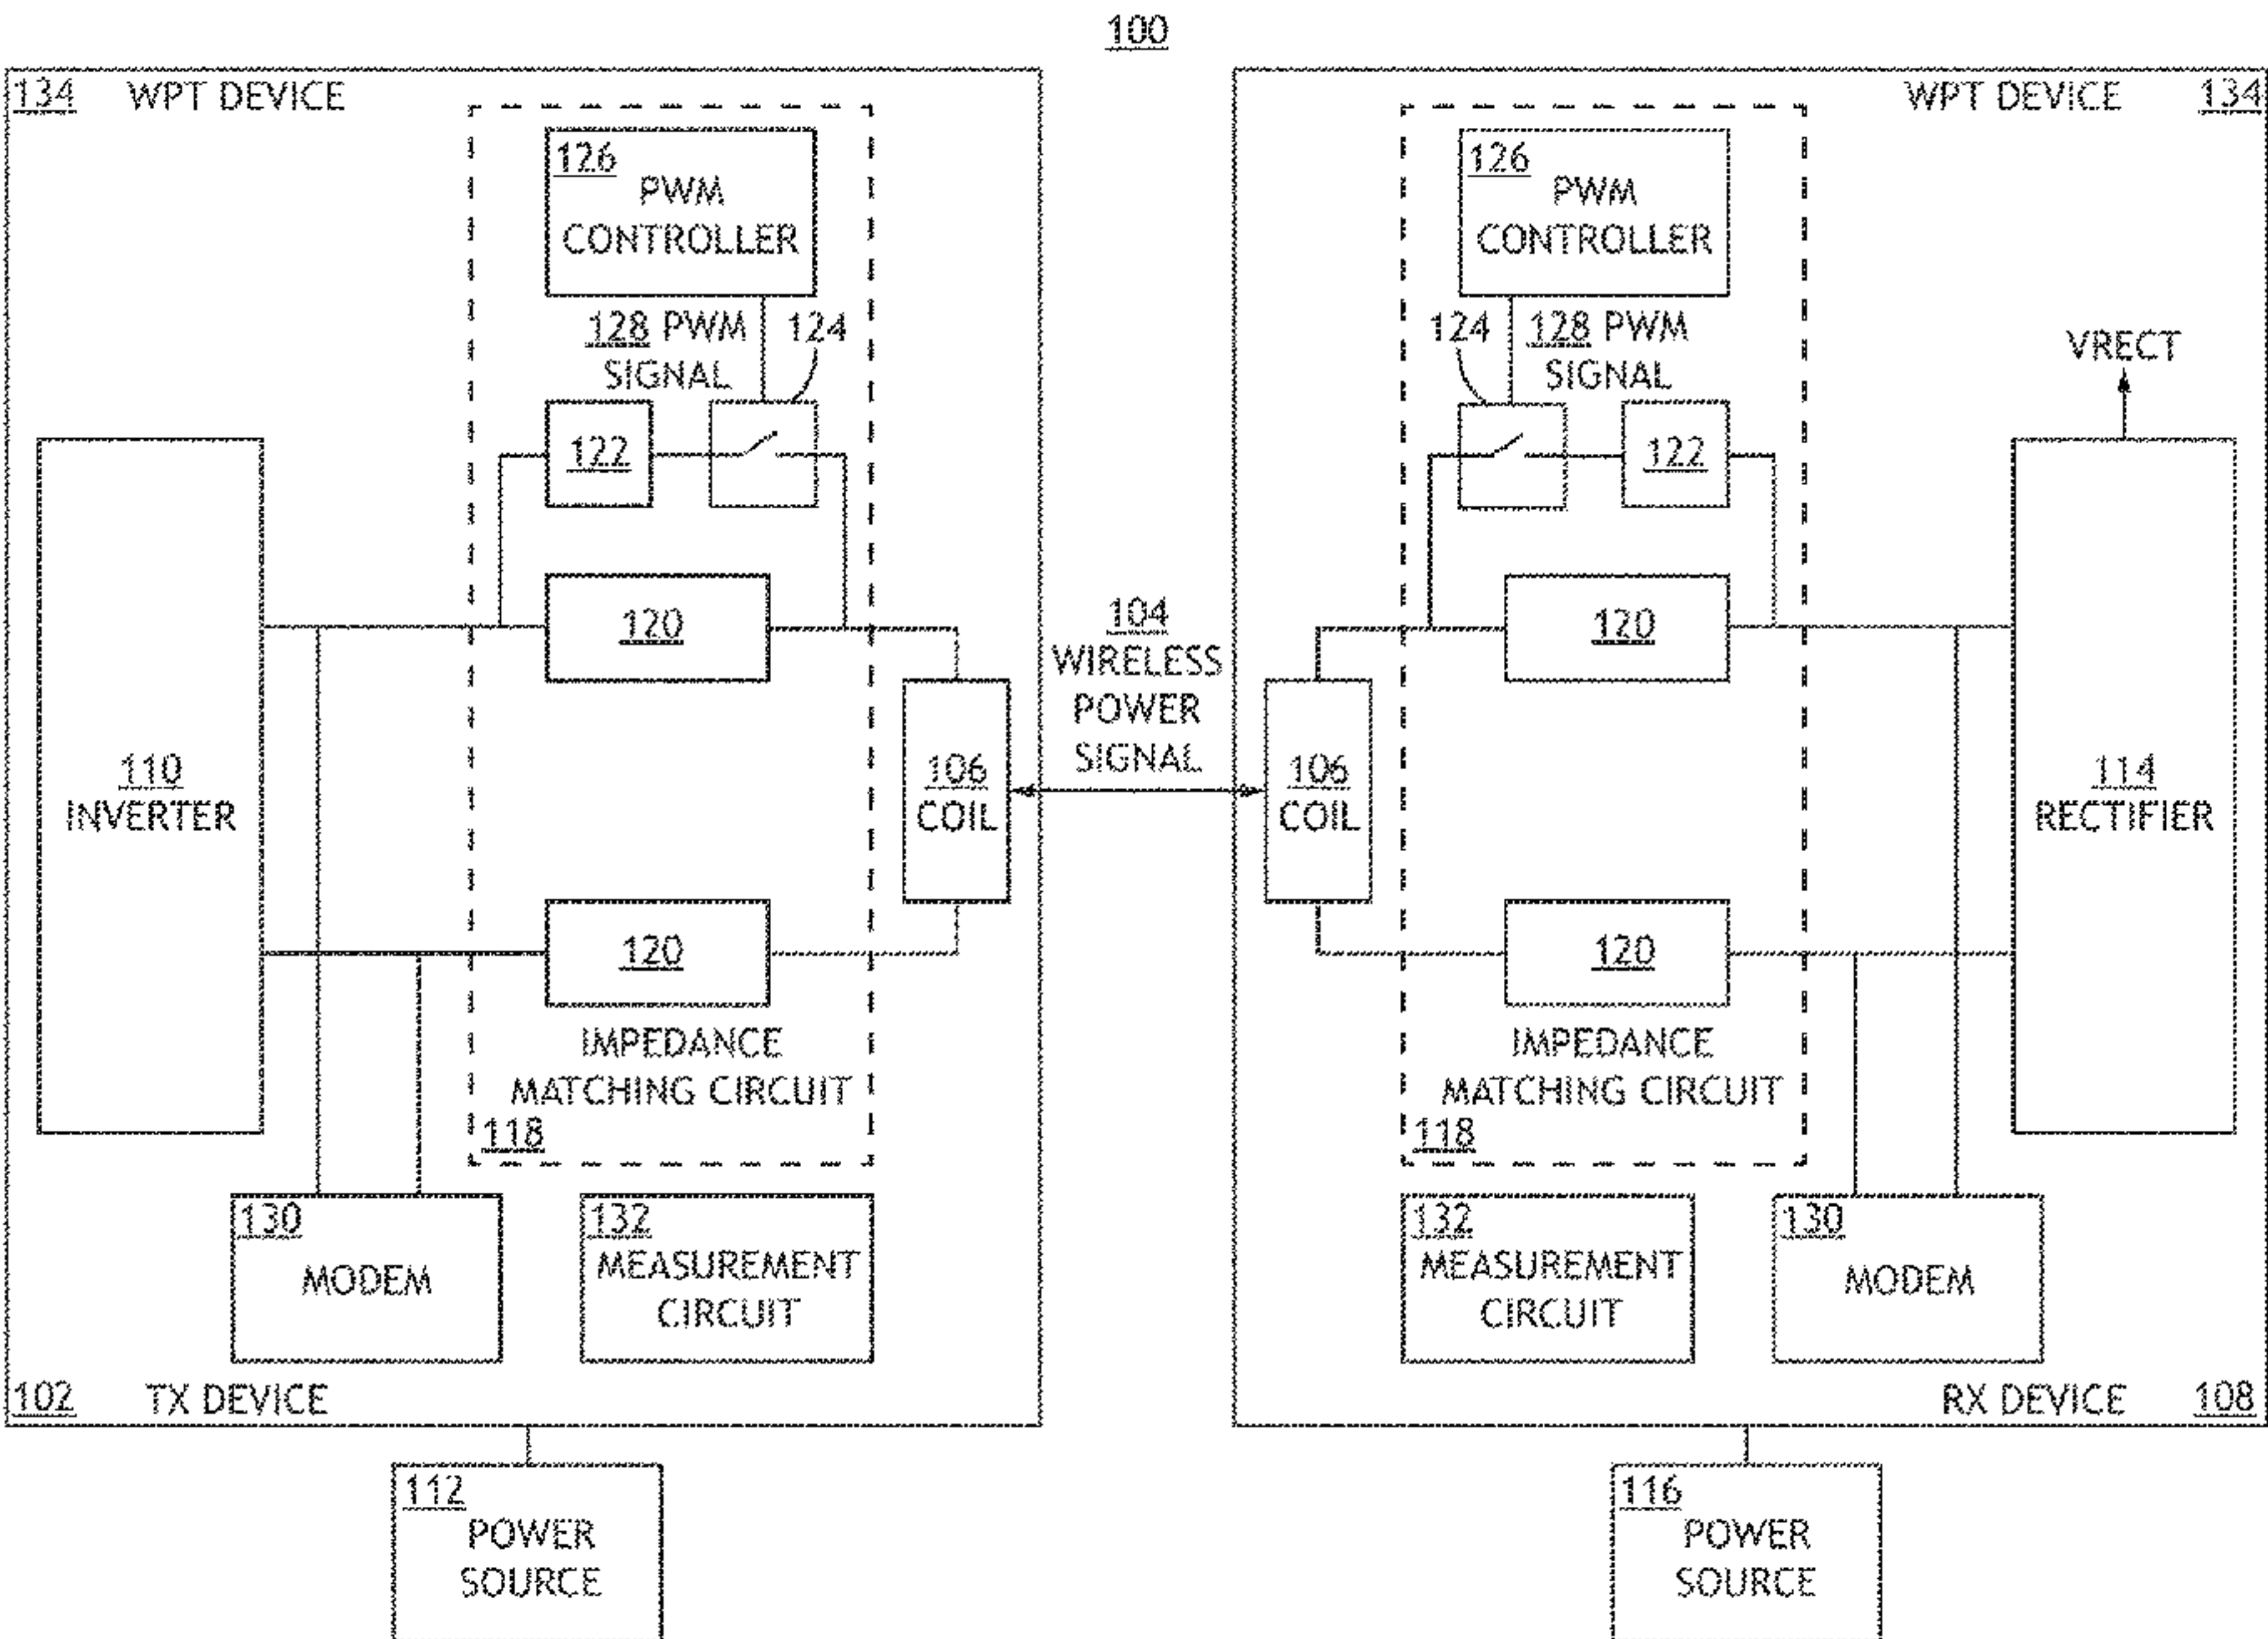 100
134 WPT DEVICE
126
PWM
CONTROLLER
128 PWM
SIGNAL
124
122
120
110
INVERTER
106
COIL
120
IMPEDANCE
MATCHING CIRCUIT
118
130
MODEM
132
MEASUREMENT
CIRCUIT
102 TX DEVICE
112
POWER
SOURCE
104
WIRELESS
POWER
SIGNAL
WPT DEVICE 134
126
PWM
CONTROLLER
124
128 PWM
SIGNAL
VRECT
122
120
106
COIL
114
RECTIFIER
120
IMPEDANCE
MATCHING CIRCUIT
118
132
MEASUREMENT
CIRCUIT
130
MODEM
RX DEVICE 108
116
POWER
SOURCE